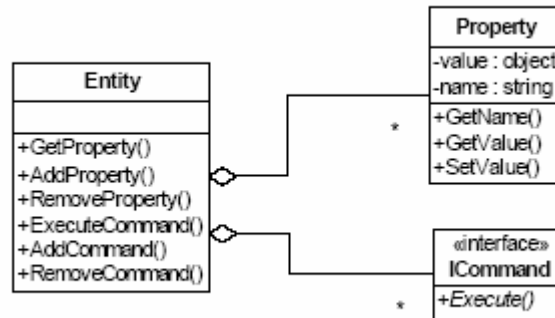 Entity
+GetProperty()
+AddProperty()
+RemoveProperty()
+ExecuteCommand()
+AddCommand()
+RemoveCommand()
Property
-value : object
-name : string
+GetName()
+GetValue()
+SetValue()
*
«interface»
ICommand
+Execute()
*